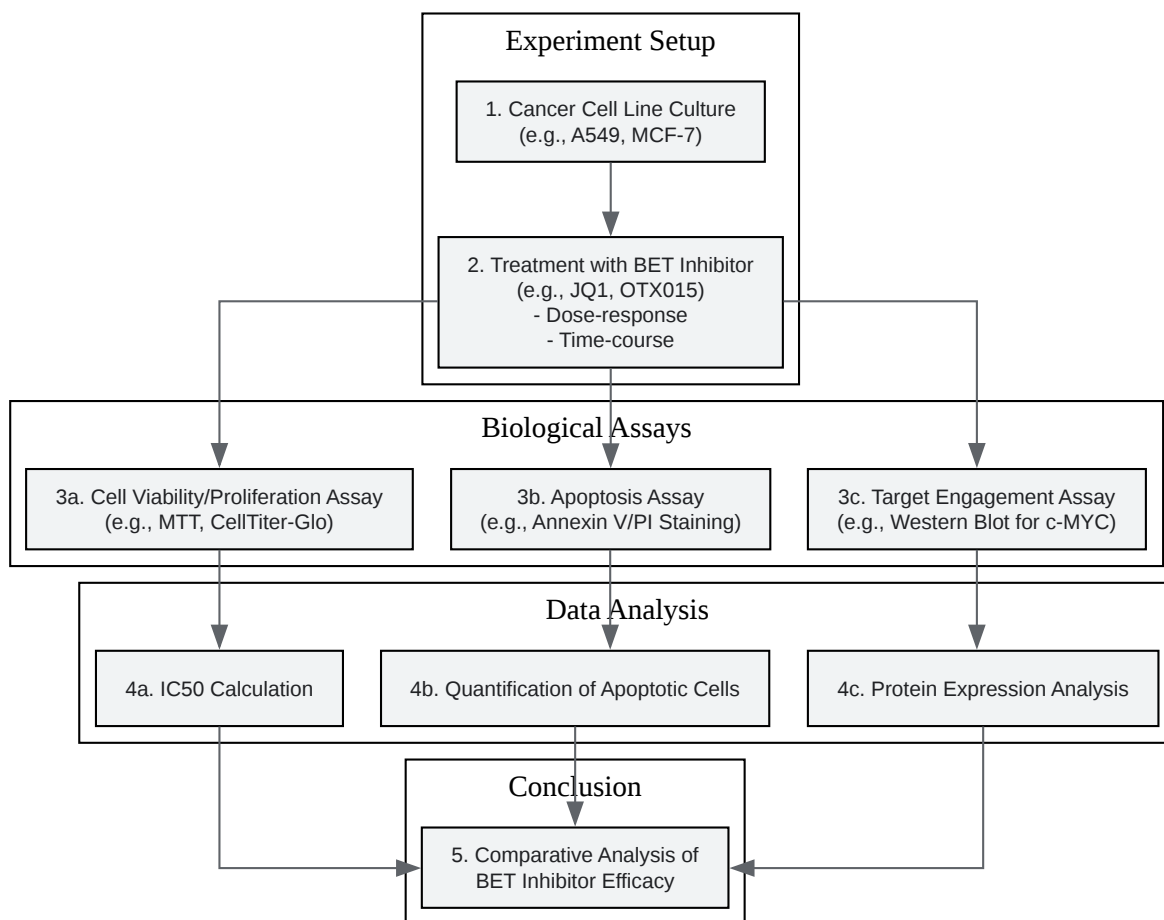 Experiment Setup
1. Cancer Cell Line Culture
(e.g., A549, MCF-7)
2. Treatment with BET Inhibitor
(e.g., JQ1, OTX015)
- Dose-response
- Time-course
Biological Assays
3a. Cell Viability/Proliferation Assay
(e.g., MTT, CellTiter-Glo)
3b. Apoptosis Assay
(e.g., Annexin V/PI Staining)
3c. Target Engagement Assay
(e.g., Western Blot for c-MYC)
Data Analysis
4a. IC50 Calculation
4b. Quantification of Apoptotic Cells
4c. Protein Expression Analysis
Conclusion
5. Comparative Analysis of
BET Inhibitor Efficacy